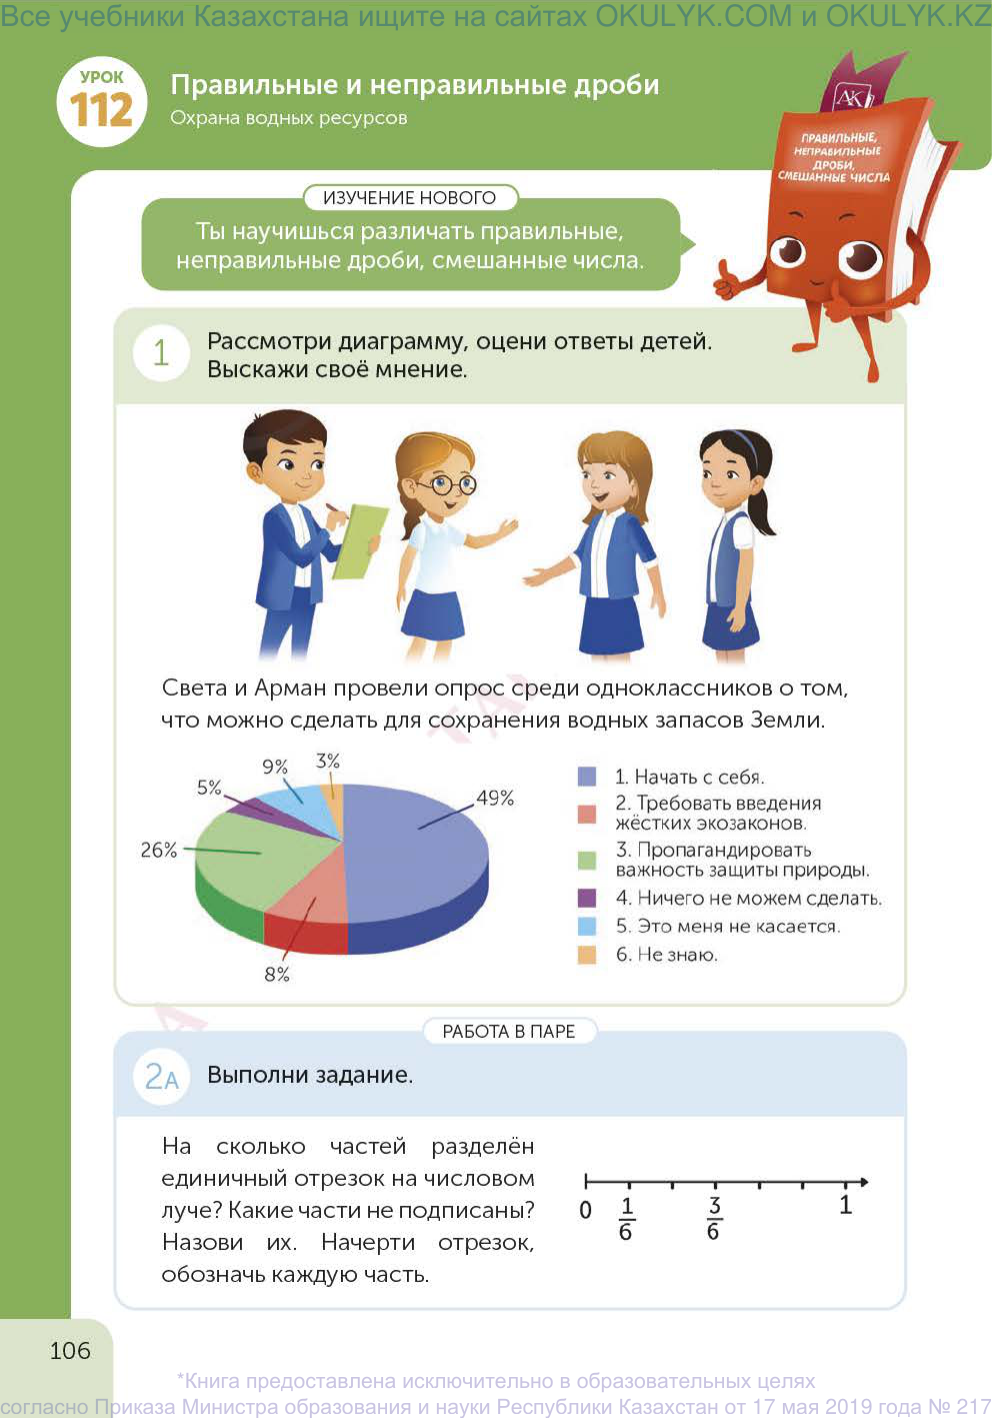 Все учебники Казахстана ищите на сайтах OKULYK.COM и OKULYK.KZ
УРОК
112
Правильные и неправильные дроби
Охрана водных ресурсов
АК
ПРАВИЛЬНЫЕ,
НЕПРАВИЛЬНЫЕ
ДРОБИ,
СМЕШАННЫЕ ЧИСЛА
ИЗУЧЕНИЕ НОВОГО
Ты научишься различать правильные,
неправильные дроби, смешанные числа.
1
Рассмотри диаграмму, оцени ответы детей.
Выскажи своё мнение.
Света и Арман провели опрос среди одноклассников о том,
что можно сделать для сохранения водных запасов Земли.
3%
9%
5%
49%
26%
8%
1. Начать с себя.
2. Требовать введения
жёстких экозаконов.
3. Пропагандировать
важность защиты природы.
4. Ничего не можем сделать.
5. Это меня не касается.
6. Не знаю.
РАБОТА В ПАРЕ
2А
Выполни задание.
На сколько частей разделён
единичный отрезок на числовом
луче? Какие части не подписаны?
Назови их. Начерти отрезок,
обозначь каждую часть.
0 1/6 3/6 1
106
*Книга предоставлена исключительно в образовательных целях
согласно Приказа Министра образования и науки Республики Казахстан от 17 мая 2019 года № 217